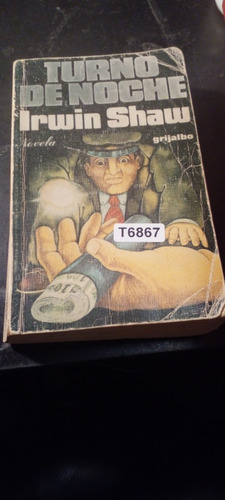 TURNO
DE NOCHE
Irwin Shaw
Novela
grijalbo
T6867